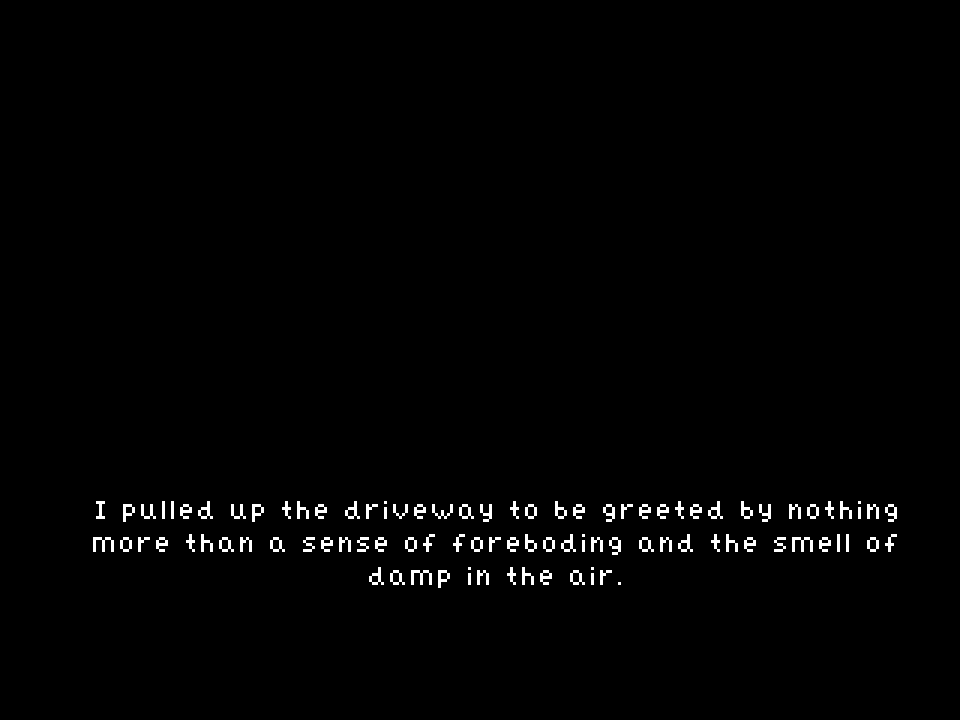 I pulled up the driveway to be greeted by nothing
more than a sense of foreboding and the smell of
damp in the air.